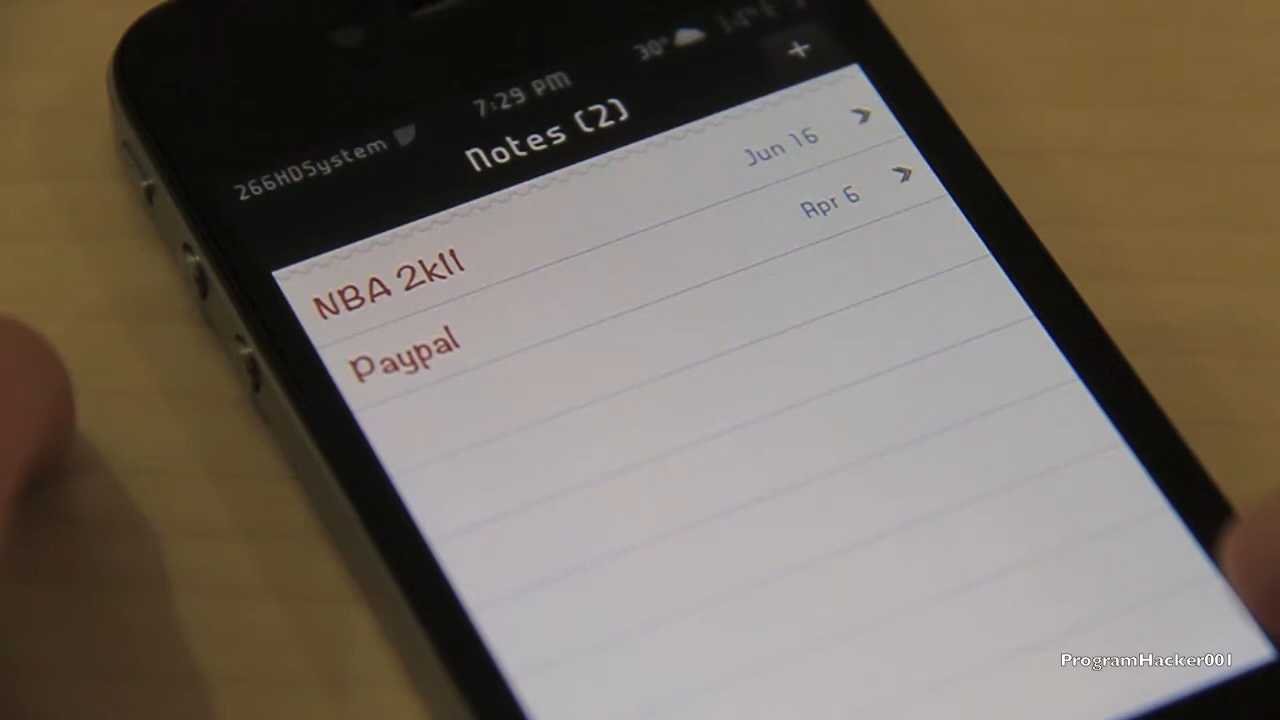 266HDSystem 7:29 PM 30°
Notes (2) +
NBA 2k11 Jun 16
Paypal Apr 6
ProgramHacker001